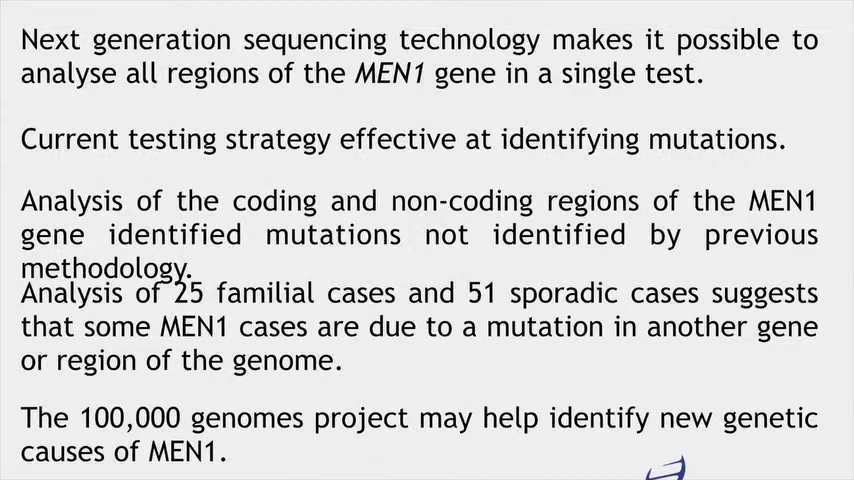 Next generation sequencing technology makes it possible to
analyse all regions of the MEN1 gene in a single test.
Current testing strategy effective at identifying mutations.
Analysis of the coding and non-coding regions of the MEN1
gene identified mutations not identified by previous
methodology.
Analysis of 25 familial cases and 51 sporadic cases suggests
that some MEN1 cases are due to a mutation in another gene
or region of the genome.
The 100,000 genomes project may help identify new genetic
causes of MEN1.